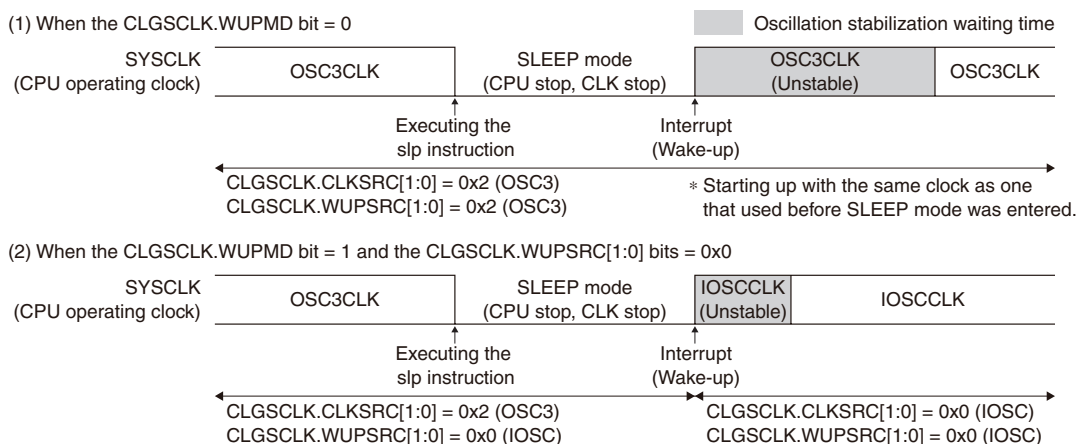 (1) When the CLGSCLK.WUPMD bit = 0
Oscillation stabilization waiting time
SYSCLK
(CPU operating clock)
OSC3CLK
SLEEP mode
(CPU stop, CLK stop)
OSC3CLK
(Unstable)
OSC3CLK
Executing the
slp instruction
Interrupt
(Wake-up)
CLGSCLK.CLKSRC[1:0] = 0x2 (OSC3)
CLGSCLK.WUPSRC[1:0] = 0x2 (OSC3)
* Starting up with the same clock as one
that used before SLEEP mode was entered.
(2) When the CLGSCLK.WUPMD bit = 1 and the CLGSCLK.WUPSRC[1:0] bits = 0x0
SYSCLK
(CPU operating clock)
OSC3CLK
SLEEP mode
(CPU stop, CLK stop)
IOSCCLK
(Unstable)
IOSCCLK
Executing the
slp instruction
Interrupt
(Wake-up)
CLGSCLK.CLKSRC[1:0] = 0x2 (OSC3)
CLGSCLK.WUPSRC[1:0] = 0x0 (IOSC)
CLGSCLK.CLKSRC[1:0] = 0x0 (IOSC)
CLGSCLK.WUPSRC[1:0] = 0x0 (IOSC)